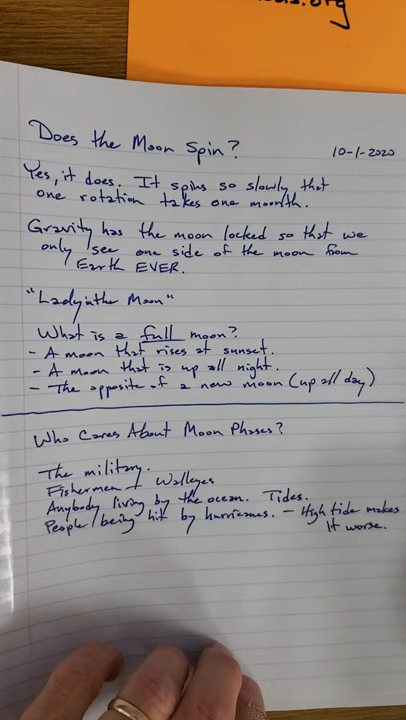 .org
Does the Moon Spin?
10-1-2020
Yes, it does. It spins so slowly that
one rotation takes one moonth.
Gravity has the moon locked so that we
only see one side of the moon from
Earth EVER.
"Lady in the Moon"
What is a full moon?
- A moon that rises at sunset.
- A moon that is up all night.
- The opposite of a new moon (up all day)
Who Cares About Moon Phases?
The military.
Fishermen + Walleyes
Anybody living by the ocean. Tides.
People being hit by hurricanes. - High tide makes
it worse.